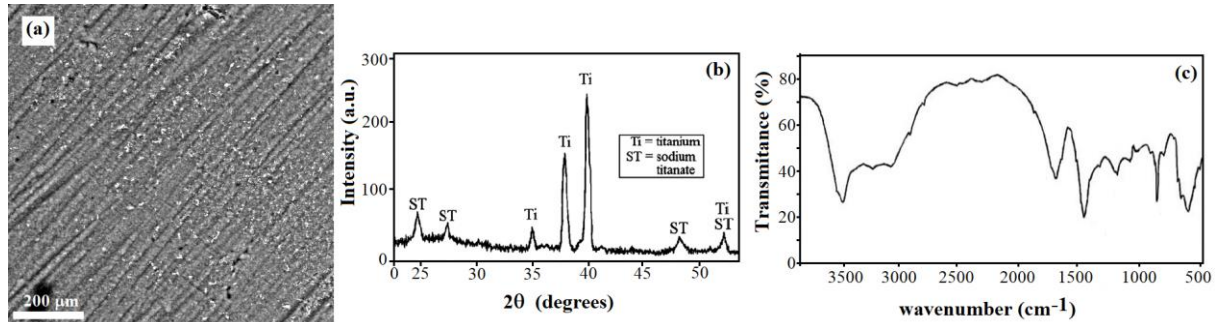 (a)
200 µm
(b)
Intensity (a.u.)
300
200
100
0
0 25 30 35 40 50
2θ (degrees)
ST
ST
Ti
Ti
Ti
ST
Ti
ST
Ti = titanium
ST = sodium
titanate
(c)
Transmitance (%)
80
60
40
20
0
3500 3000 2500 2000 1500 1000 500
wavenumber (cm-1)